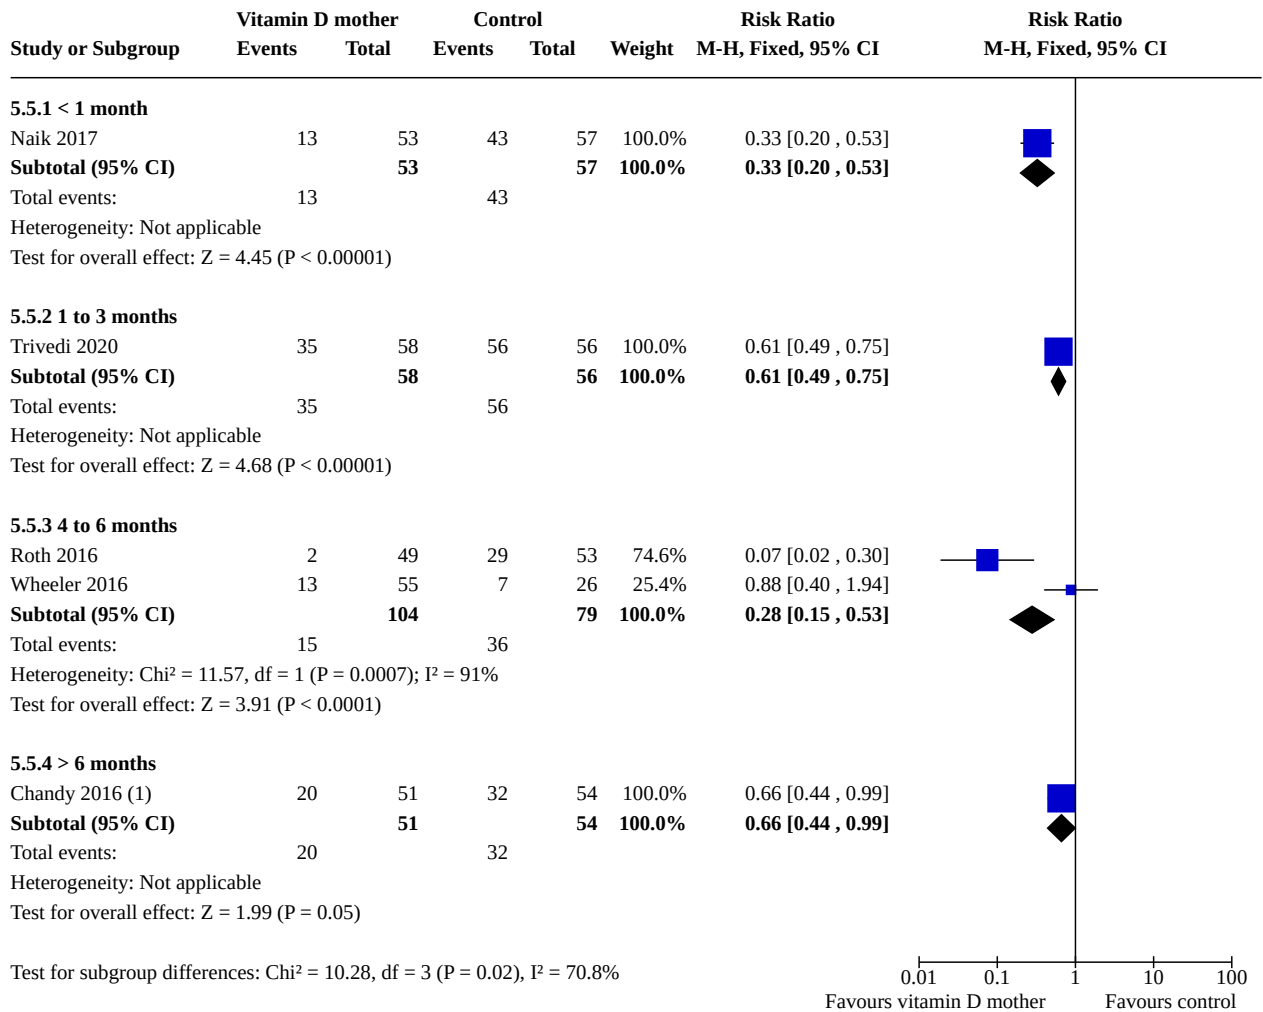 Vitamin D mother Control Risk Ratio Risk Ratio
Study or Subgroup Events Total Events Total Weight M-H, Fixed, 95% CI M-H, Fixed, 95% CI
5.5.1 < 1 month
Naik 2017 13 53 43 57 100.0% 0.33 [0.20 , 0.53]
Subtotal (95% CI) 53 57 100.0% 0.33 [0.20 , 0.53]
Total events: 13 43
Heterogeneity: Not applicable
Test for overall effect: Z = 4.45 (P < 0.00001)
5.5.2 1 to 3 months
Trivedi 2020 35 58 56 56 100.0% 0.61 [0.49 , 0.75]
Subtotal (95% CI) 58 56 100.0% 0.61 [0.49 , 0.75]
Total events: 35 56
Heterogeneity: Not applicable
Test for overall effect: Z = 4.68 (P < 0.00001)
5.5.3 4 to 6 months
Roth 2016 2 49 29 53 74.6% 0.07 [0.02 , 0.30]
Wheeler 2016 13 55 7 26 25.4% 0.88 [0.40 , 1.94]
Subtotal (95% CI) 104 79 100.0% 0.28 [0.15 , 0.53]
Total events: 15 36
Heterogeneity: Chi² = 11.57, df = 1 (P = 0.0007); I² = 91%
Test for overall effect: Z = 3.91 (P < 0.0001)
5.5.4 > 6 months
Chandy 2016 (1) 20 51 32 54 100.0% 0.66 [0.44 , 0.99]
Subtotal (95% CI) 51 54 100.0% 0.66 [0.44 , 0.99]
Total events: 20 32
Heterogeneity: Not applicable
Test for overall effect: Z = 1.99 (P = 0.05)
Test for subgroup differences: Chi² = 10.28, df = 3 (P = 0.02), I² = 70.8%
0.01 0.1 1 10 100
Favours vitamin D mother Favours control